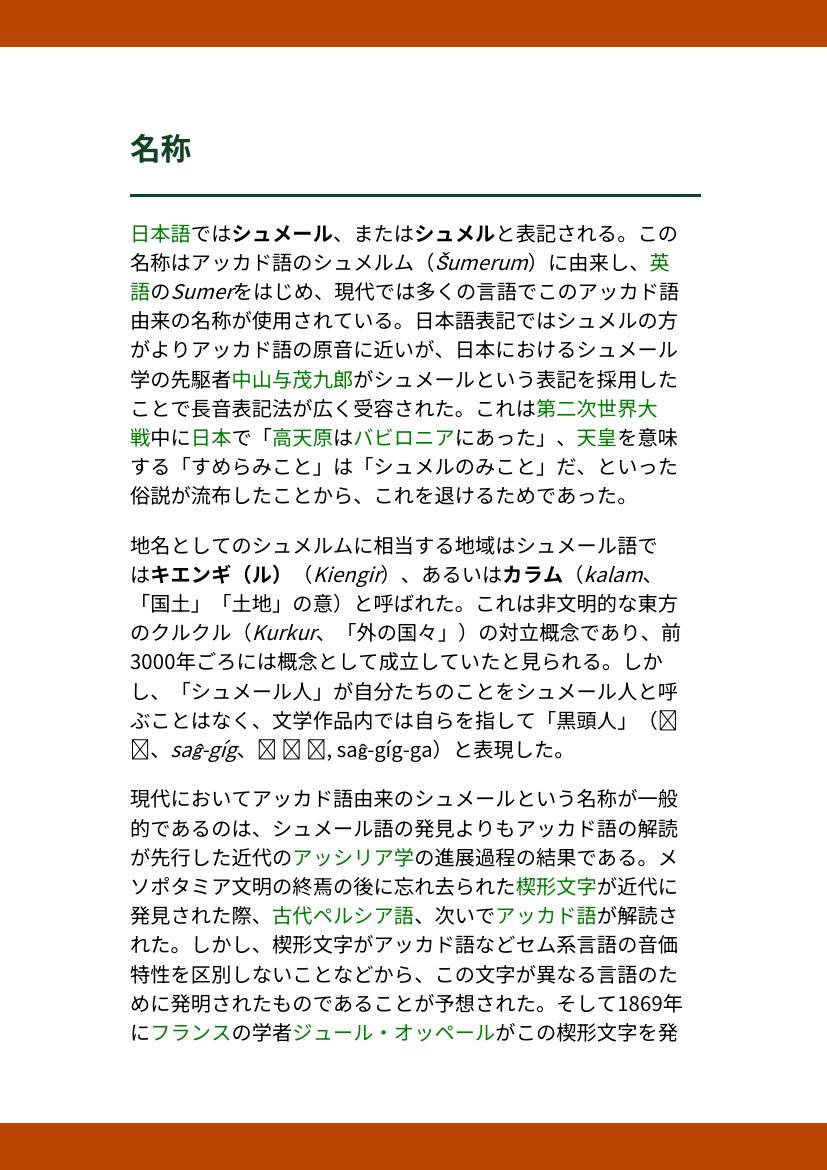 名称
日本語ではシュメール、またはシュメルと表記される。この
名称はアッカド語のシュメルム（Šumerum）に由来し、英
語のSumerをはじめ、現代では多くの言語でこのアッカド語
由来の名称が使用されている。日本語表記ではシュメルの方
がよりアッカド語の原音に近いが、日本におけるシュメール
学の先駆者中山与茂九郎がシュメールという表記を採用した
ことで長音表記法が広く受容された。これは第二次世界大
戦中に日本で「高天原はバビロニアにあった」、天皇を意味
する「すめらみこと」は「シュメルのみこと」だ、といった
俗説が流布したことから、これを退けるためであった。
地名としてのシュメルムに相当する地域はシュメール語で
はキエンギ（ル）（Kiengir）、あるいはカラム（kalam、
「国土」「土地」の意）と呼ばれた。これは非文明的な東方
のクルクル（Kurkur、「外の国々」）の対立概念であり、前
3000年ごろには概念として成立していたと見られる。しか
し、「シュメール人」が自分たちのことをシュメール人と呼
ぶことはなく、文学作品内では自らを指して「黒頭人」（
、saĝ-gíg、, saĝ-gíg-ga）と表現した。
現代においてアッカド語由来のシュメールという名称が一般
的であるのは、シュメール語の発見よりもアッカド語の解読
が先行した近代のアッシリア学の進展過程の結果である。メ
ソポタミア文明の終焉の後に忘れ去られた楔形文字が近代に
発見された際、古代ペルシア語、次いでアッカド語が解読さ
れた。しかし、楔形文字がアッカド語などセム系言語の音価
特性を区別しないことなどから、この文字が異なる言語のた
めに発明されたものであることが予想された。そして1869年
にフランスの学者ジュール・オッペールがこの楔形文字を発